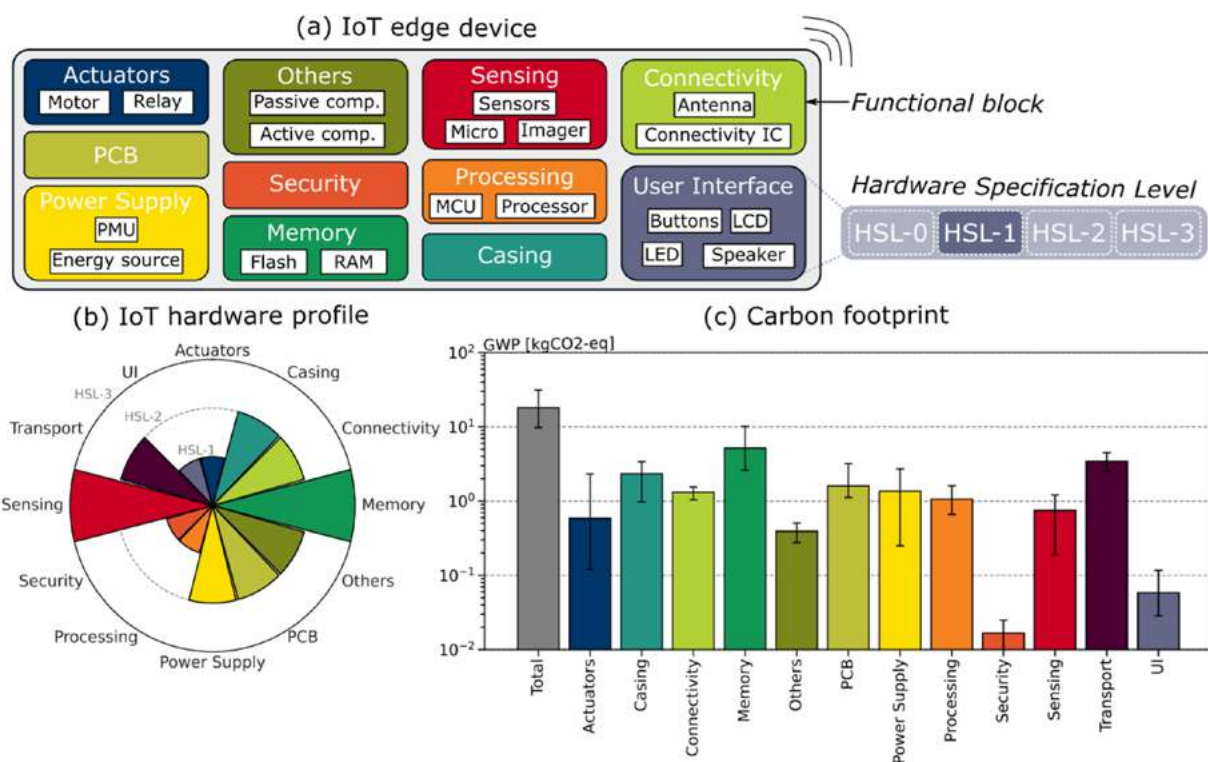 (a) IoT edge device
Actuators
Motor Relay
PCB
Power Supply
PMU
Energy source
Others
Passive comp.
Active comp.
Security
Memory
Flash RAM
Sensing
Sensors
Micro Imager
Processing
MCU Processor
Casing
Connectivity
Antenna
Connectivity IC
User Interface
Buttons LCD
LED Speaker
Functional block
Hardware Specification Level
HSL-0 HSL-1 HSL-2 HSL-3
(b) IoT hardware profile
Actuators
UI Casing
HSL-3
HSL-2
HSL-1
Transport Connectivity
Sensing Memory
Security Others
Processing PCB
Power Supply
(c) Carbon footprint
GWP [kgCO2-eq]
10²
10¹
10⁰
10⁻¹
10⁻²
Total
Actuators
Casing
Connectivity
Memory
Others
PCB
Power Supply
Processing
Security
Sensing
Transport
UI